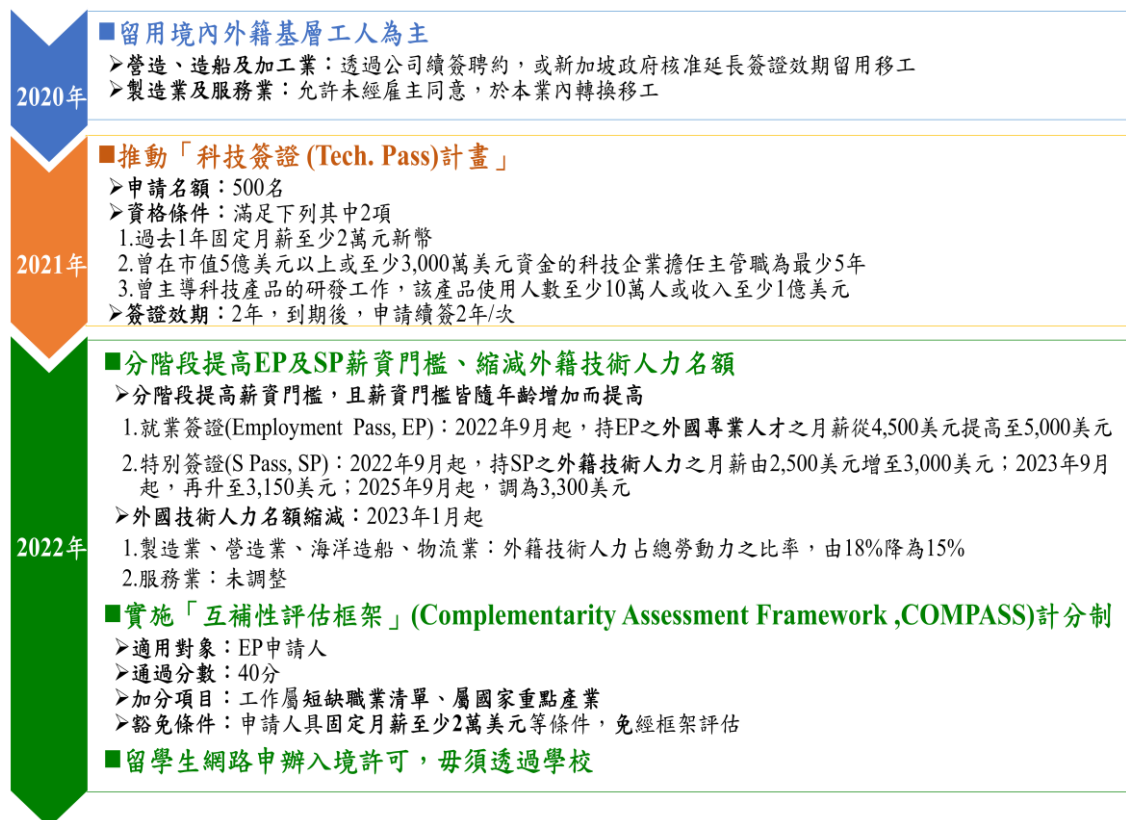 2020年
■留用境內外籍基層工人為主
➢營造、造船及加工業：透過公司續簽聘約，或新加坡政府核准延長簽證效期留用移工
➢製造業及服務業：允許未經雇主同意，於本業內轉換移工
2021年
■推動「科技簽證 (Tech. Pass)計畫」
➢申請名額：500名
➢資格條件：滿足下列其中2項
1.過去1年固定月薪至少2萬元新幣
2.曾在市值5億美元以上或至少3,000萬美元資金的科技企業擔任主管職為最少5年
3.曾主導科技產品的研發工作，該產品使用人數至少10萬人或收入至少1億美元
➢簽證效期：2年，到期後，申請續簽2年/次
2022年
■分階段提高EP及SP薪資門檻、縮減外籍技術人力名額
➢分階段提高薪資門檻，且薪資門檻皆隨年齡增加而提高
1.就業簽證(Employment Pass, EP)：2022年9月起，持EP之外國專業人才之月薪從4,500美元提高至5,000美元
2.特別簽證(S Pass, SP)：2022年9月起，持SP之外籍技術人力之月薪由2,500美元增至3,000美元；2023年9月
起，再升至3,150美元；2025年9月起，調為3,300美元
➢外國技術人力名額縮減：2023年1月起
1.製造業、營造業、海洋造船、物流業：外籍技術人力占總勞動力之比率，由18%降為15%
2.服務業：未調整
■實施「互補性評估框架」(Complementarity Assessment Framework ,COMPASS)計分制
➢適用對象：EP申請人
➢通過分數：40分
➢加分項目：工作屬短缺職業清單、屬國家重點產業
➢豁免條件：申請人具固定月薪至少2萬美元等條件，免經框架評估
■留學生網路申辦入境許可，毋須透過學校